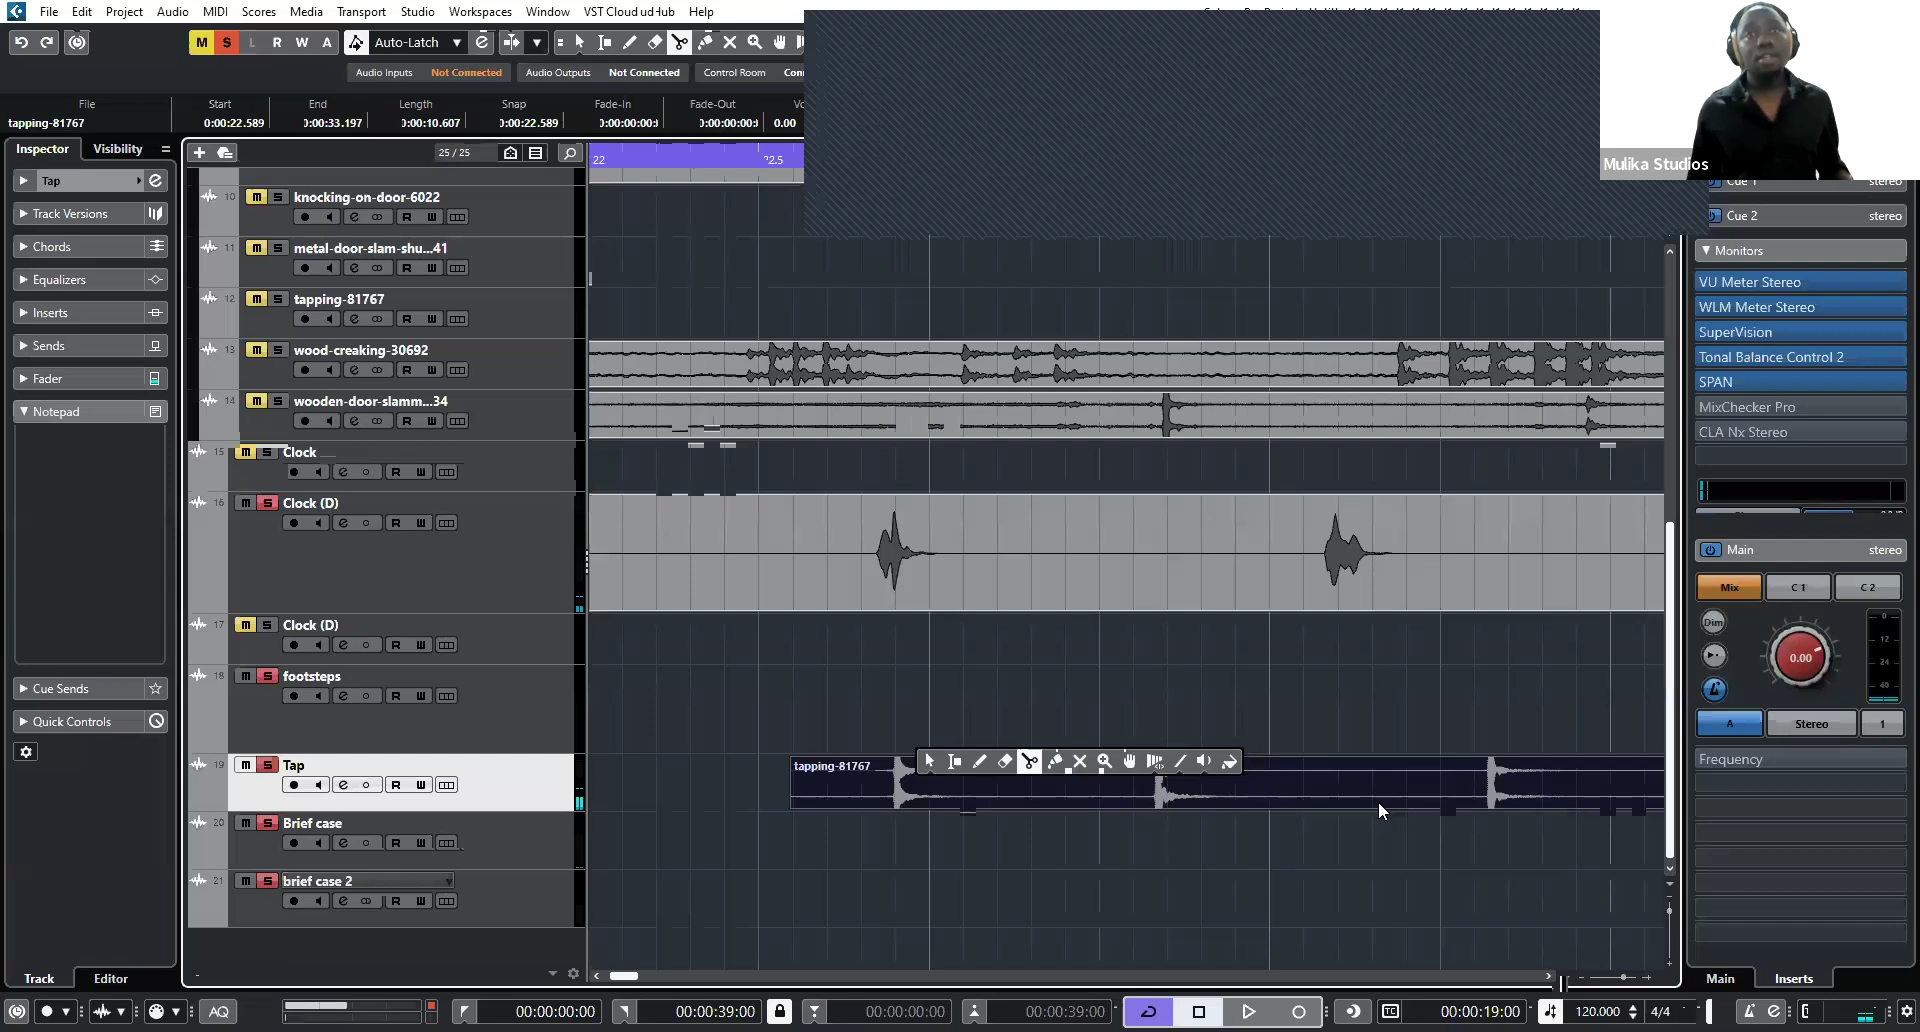 File Edit Project Audio MIDI Scores Media Transport Studio Workspaces Window VST Cloud Hub Help
M S L R W A Auto-Latch
Audio Inputs Not Connected Audio Outputs Not Connected Control Room
File Start End Length Snap Fade-In Fade-Out
tapping-81767 0:00:22.589 0:00:33.197 0:00:10.607 0:00:22.589 0:00:00:00 0:00:00:00 0.00
Mulika Studios
Inspector Visibility
25 / 25
22 22.5
Tap
Track Versions
Chords
Equalizers
Inserts
Sends
Fader
Notepad
Cue Sends
Quick Controls
10 m S knocking-on-door-6022
R W
11 m S metal-door-slam-shu...41
R W
12 m S tapping-81767
R W
13 m S wood-creaking-30692
R W
14 m S wooden-door-slamm...34
R W
15 m S Clock
R W
16 m S Clock (D)
R W
17 m S Clock (D)
R W
18 m S footsteps
R W
19 m S Tap
R W
20 m S Brief case
R W
21 m S brief case 2
R W
tapping-81767
Cue 1 stereo
Cue 2 stereo
Monitors
VU Meter Stereo
WLM Meter Stereo
SuperVision
Tonal Balance Control 2
SPAN
MixChecker Pro
CLA Nx Stereo
Main stereo
Mix C 1 C 2
Dim
0.00
0
12
24
40
A Stereo 1
Frequency
Track Editor
Main Inserts
AQ 00:00:00:00 00:00:39:00 00:00:00:00 00:00:39:00 TC 00:00:19:00 120.000 4/4